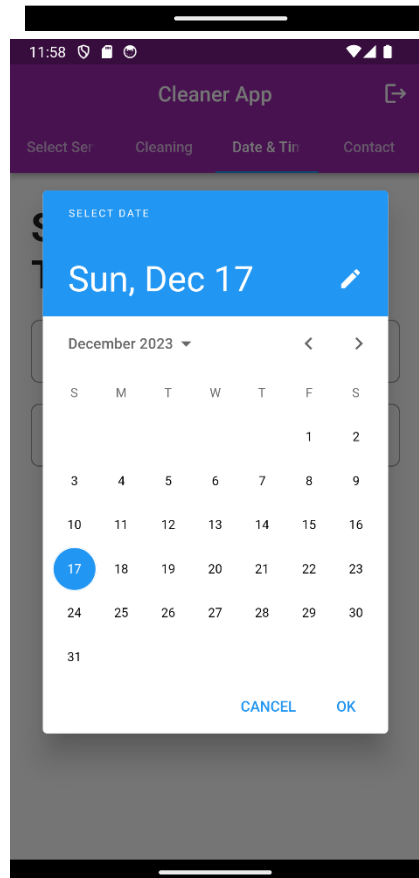 11:58
Cleaner App
Select Ser Cleaning Date & Tin Contact
S
T
SELECT DATE
Sun, Dec 17
December 2023
S M T W T F S
1 2
3 4 5 6 7 8 9
10 11 12 13 14 15 16
17 18 19 20 21 22 23
24 25 26 27 28 29 30
31
CANCEL OK